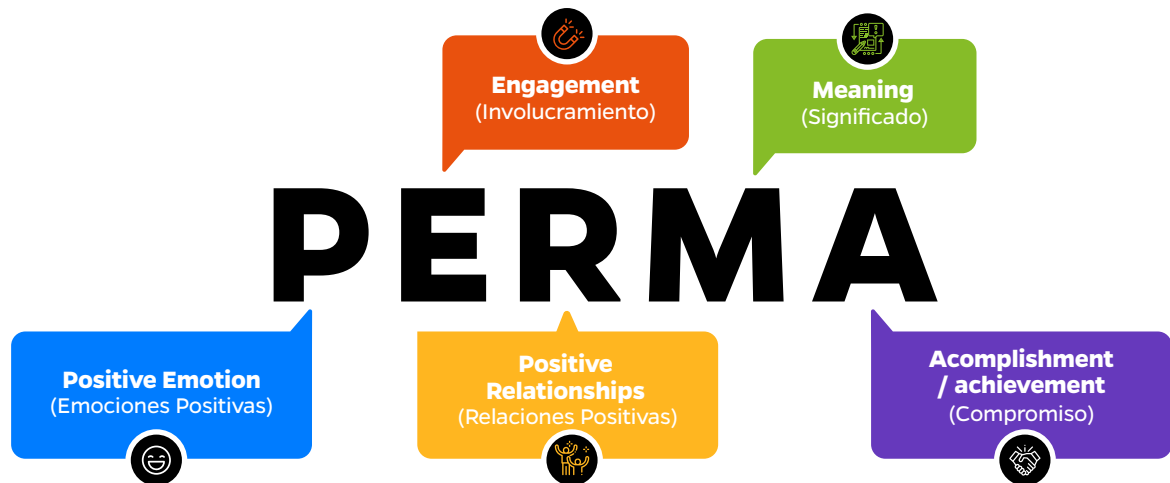 Engagement
(Involucramiento)
Meaning
(Significado)
PERMA
Positive Emotion
(Emociones Positivas)
Positive
Relationships
(Relaciones Positivas)
Acomplishment
/ achievement
(Compromiso)